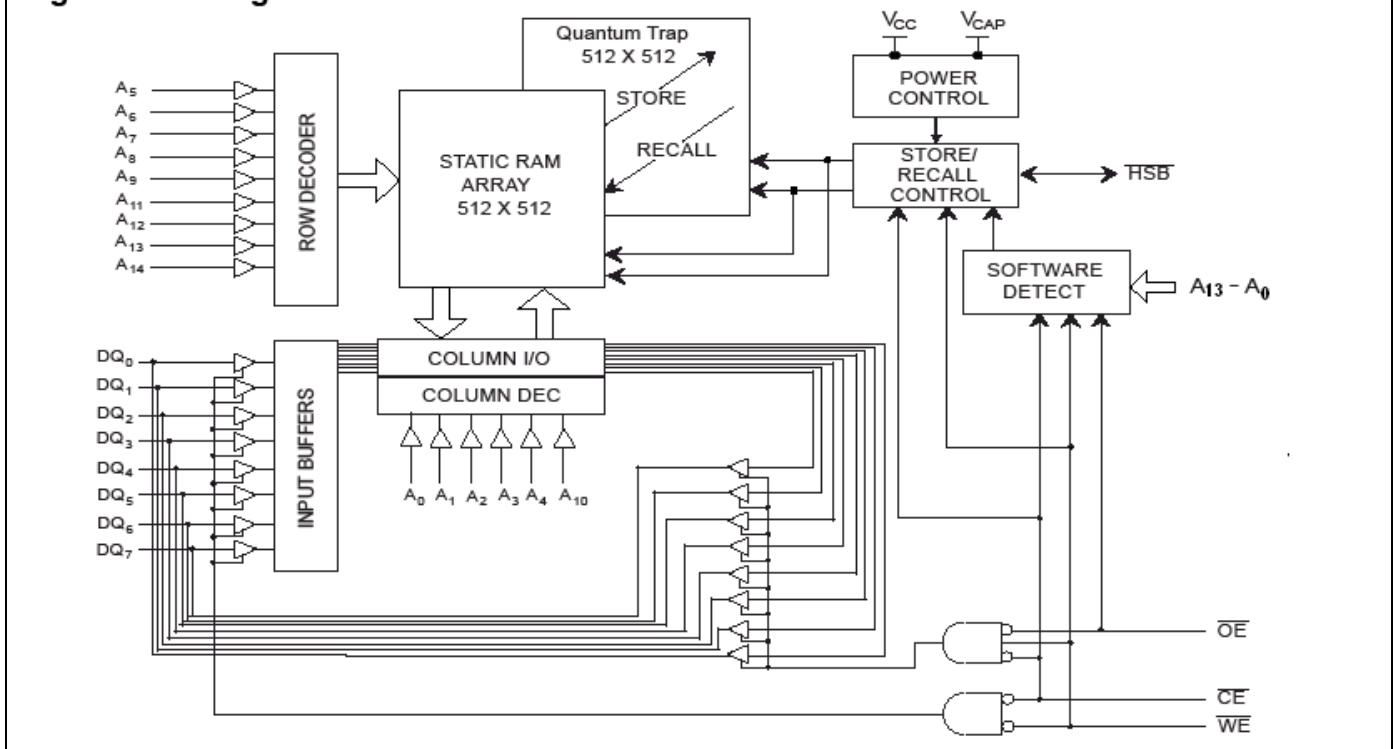 Quantum Trap
512 X 512
STORE
RECALL
V_CC
V_CAP
POWER
CONTROL
A5
A6
A7
A8
A9
A11
A12
A13
A14
ROW DECODER
STATIC RAM
ARRAY
512 X 512
STORE/
RECALL
CONTROL
HSB
SOFTWARE
DETECT
A13 – A0
DQ0
DQ1
DQ2
DQ3
DQ4
DQ5
DQ6
DQ7
INPUT BUFFERS
COLUMN I/O
COLUMN DEC
A0 A1 A2 A3 A4 A10
OE
CE
WE